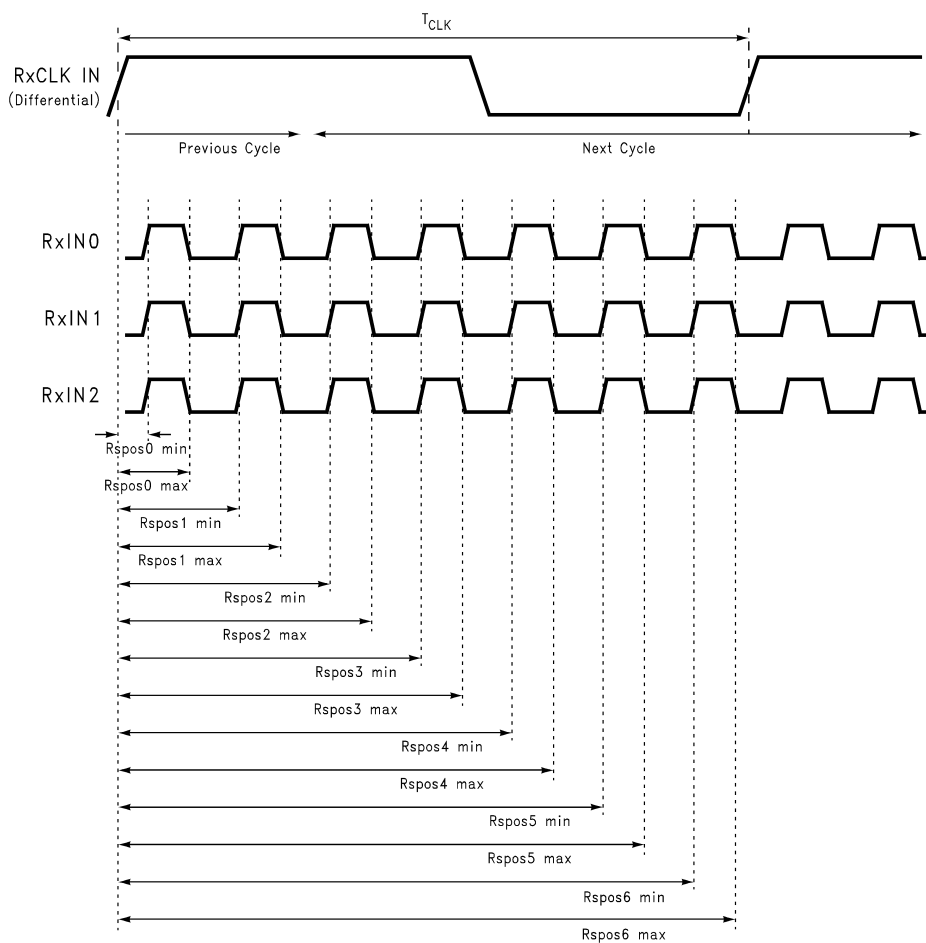 TCLK
RxCLK IN
(Differential)
Previous Cycle
Next Cycle
RxIN0
RxIN1
RxIN2
Rspos0 min
Rspos0 max
Rspos1 min
Rspos1 max
Rspos2 min
Rspos2 max
Rspos3 min
Rspos3 max
Rspos4 min
Rspos4 max
Rspos5 min
Rspos5 max
Rspos6 min
Rspos6 max